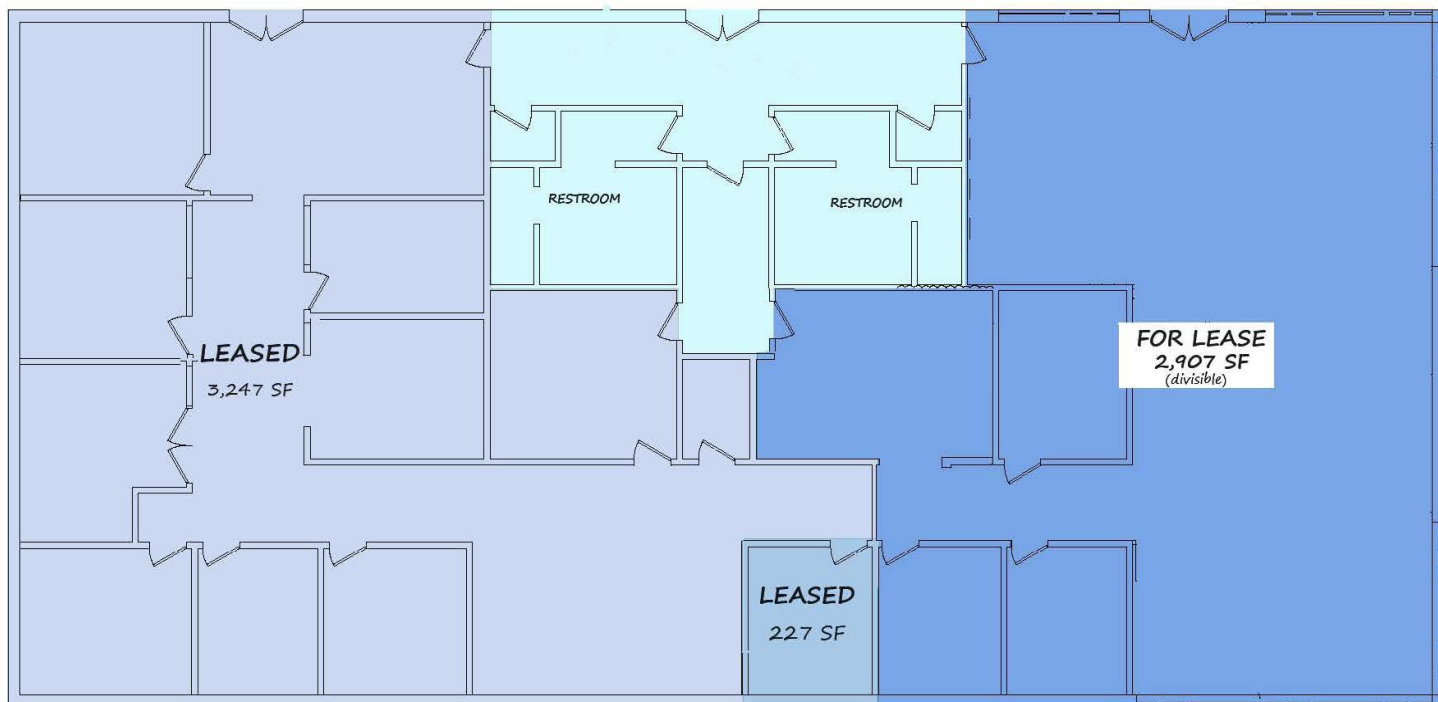 RESTROOM
RESTROOM
LEASED
3,247 SF
FOR LEASE
2,907 SF
(divisible)
LEASED
227 SF